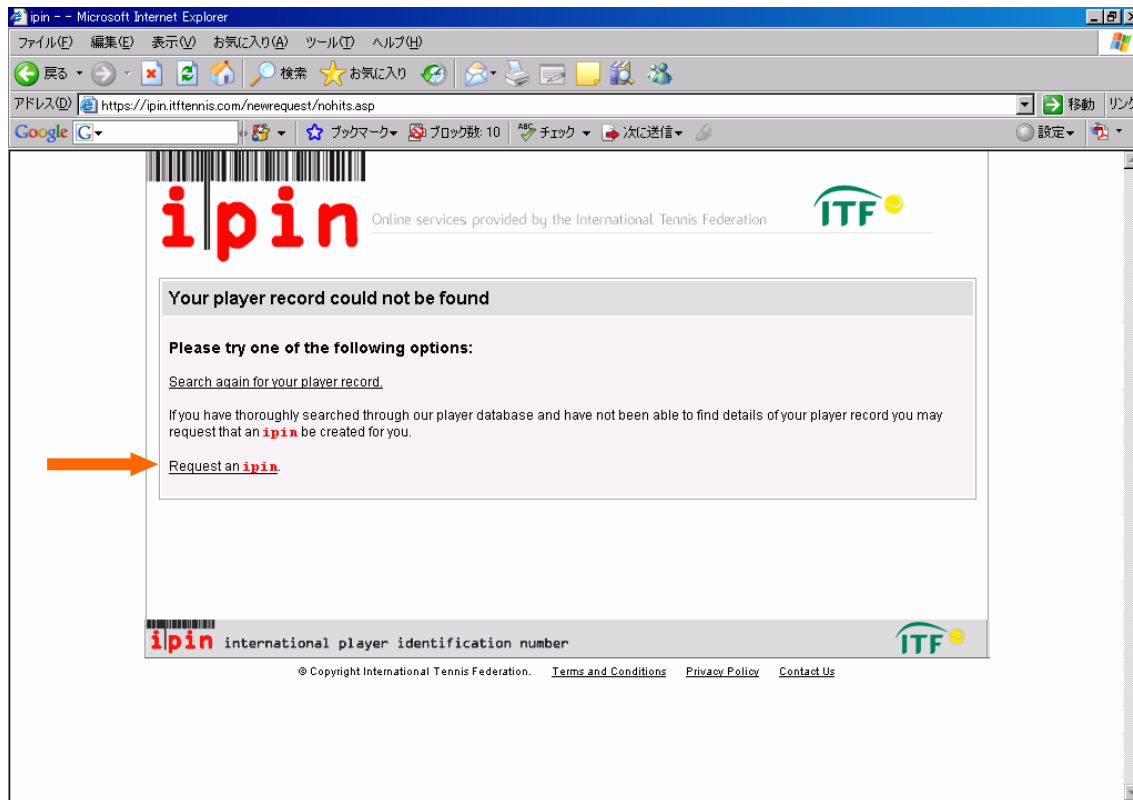 ipin - - Microsoft Internet Explorer
ファイル(F) 編集(E) 表示(V) お気に入り(A) ツール(T) ヘルプ(H)
戻る 検索 お気に入り
アドレス(D) https://ipin.itftennis.com/newrequest/nohits.asp 移動 リンク
Google G ブックマーク ブロック数: 10 ABC チェック 次に送信 設定
ipin Online services provided by the International Tennis Federation ITF
Your player record could not be found
Please try one of the following options:
Search again for your player record.
If you have thoroughly searched through our player database and have not been able to find details of your player record you may
request that an ipin be created for you.
Request an ipin.
ipin international player identification number ITF
© Copyright International Tennis Federation. Terms and Conditions Privacy Policy Contact Us